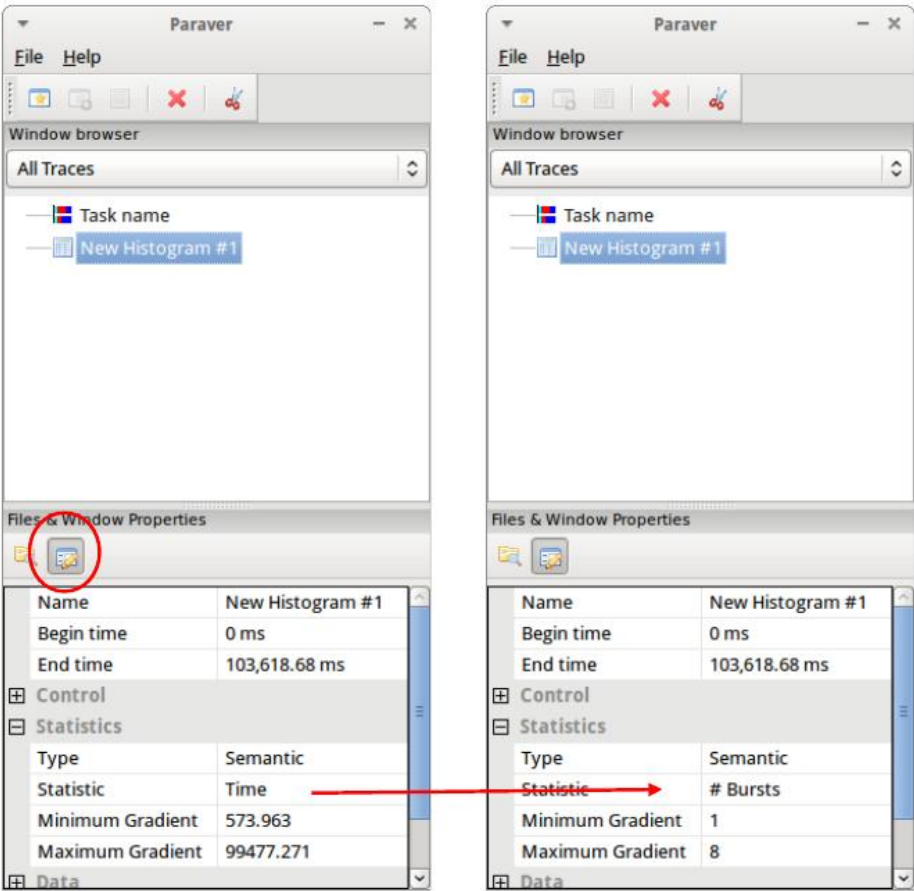 Paraver
File Help
Window browser
All Traces
Task name
New Histogram #1
Files & Window Properties
Name New Histogram #1
Begin time 0 ms
End time 103,618.68 ms
Control
Statistics
Type Semantic
Statistic Time
Minimum Gradient 573.963
Maximum Gradient 99477.271
Data
Paraver
File Help
Window browser
All Traces
Task name
New Histogram #1
Files & Window Properties
Name New Histogram #1
Begin time 0 ms
End time 103,618.68 ms
Control
Statistics
Type Semantic
Statistic # Bursts
Minimum Gradient 1
Maximum Gradient 8
Data